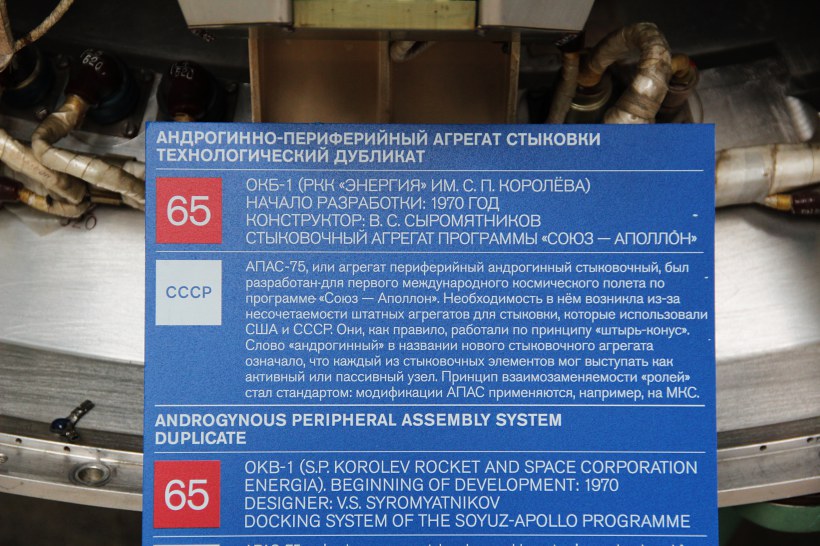 АНДРОГИННО-ПЕРИФЕРИЙНЫЙ АГРЕГАТ СТЫКОВКИ
ТЕХНОЛОГИЧЕСКИЙ ДУБЛИКАТ
65
ОКБ-1 (РКК «ЭНЕРГИЯ» ИМ. С. П. КОРОЛЁВА)
НАЧАЛО РАЗРАБОТКИ: 1970 ГОД
КОНСТРУКТОР: В. С. СЫРОМЯТНИКОВ
СТЫКОВОЧНЫЙ АГРЕГАТ ПРОГРАММЫ «СОЮЗ — АПОЛЛОН»
СССР
АПАС-75, или агрегат периферийный андрогинный стыковочный, был
разработан для первого международного космического полета по
программе «Союз — Аполлон». Необходимость в нём возникла из-за
несочетаемости штатных агрегатов для стыковки, которые использовали
США и СССР. Они, как правило, работали по принципу «штырь-конус».
Слово «андрогинный» в названии нового стыковочного агрегата
означало, что каждый из стыковочных элементов мог выступать как
активный или пассивный узел. Принцип взаимозаменяемости «ролей»
стал стандартом: модификации АПАС применяются, например, на МКС.
ANDROGYNOUS PERIPHERAL ASSEMBLY SYSTEM
DUPLICATE
65
OKB-1 (S.P. KOROLEV ROCKET AND SPACE CORPORATION
ENERGIA). BEGINNING OF DEVELOPMENT: 1970
DESIGNER: V.S. SYROMYATNIKOV
DOCKING SYSTEM OF THE SOYUZ-APOLLO PROGRAMME